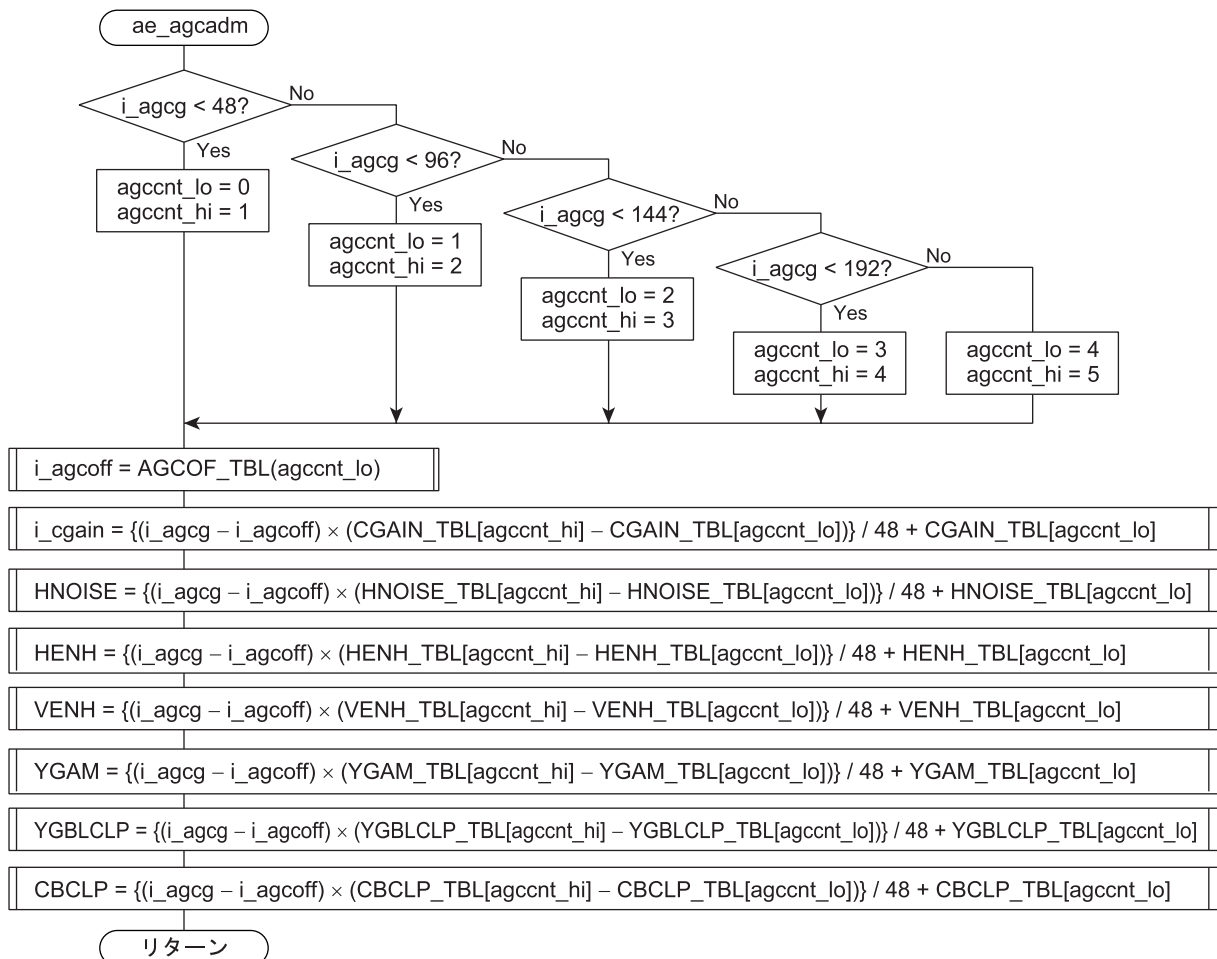 ae_agcadm
i_agcg < 48?
No
Yes
agccnt_lo = 0
agccnt_hi = 1
i_agcg < 96?
No
Yes
agccnt_lo = 1
agccnt_hi = 2
i_agcg < 144?
No
Yes
agccnt_lo = 2
agccnt_hi = 3
i_agcg < 192?
No
Yes
agccnt_lo = 3
agccnt_hi = 4
agccnt_lo = 4
agccnt_hi = 5
i_agcoff = AGCOF_TBL(agccnt_lo)
i_cgain = {(i_agcg – i_agcoff) × (CGAIN_TBL[agccnt_hi] – CGAIN_TBL[agccnt_lo])} / 48 + CGAIN_TBL[agccnt_lo]
HNOISE = {(i_agcg – i_agcoff) × (HNOISE_TBL[agccnt_hi] – HNOISE_TBL[agccnt_lo])} / 48 + HNOISE_TBL[agccnt_lo]
HENH = {(i_agcg – i_agcoff) × (HENH_TBL[agccnt_hi] – HENH_TBL[agccnt_lo])} / 48 + HENH_TBL[agccnt_lo]
VENH = {(i_agcg – i_agcoff) × (VENH_TBL[agccnt_hi] – VENH_TBL[agccnt_lo])} / 48 + VENH_TBL[agccnt_lo]
YGAM = {(i_agcg – i_agcoff) × (YGAM_TBL[agccnt_hi] – YGAM_TBL[agccnt_lo])} / 48 + YGAM_TBL[agccnt_lo]
YGBLCLP = {(i_agcg – i_agcoff) × (YGBLCLP_TBL[agccnt_hi] – YGBLCLP_TBL[agccnt_lo])} / 48 + YGBLCLP_TBL[agccnt_lo]
CBCLP = {(i_agcg – i_agcoff) × (CBCLP_TBL[agccnt_hi] – CBCLP_TBL[agccnt_lo])} / 48 + CBCLP_TBL[agccnt_lo]
リターン